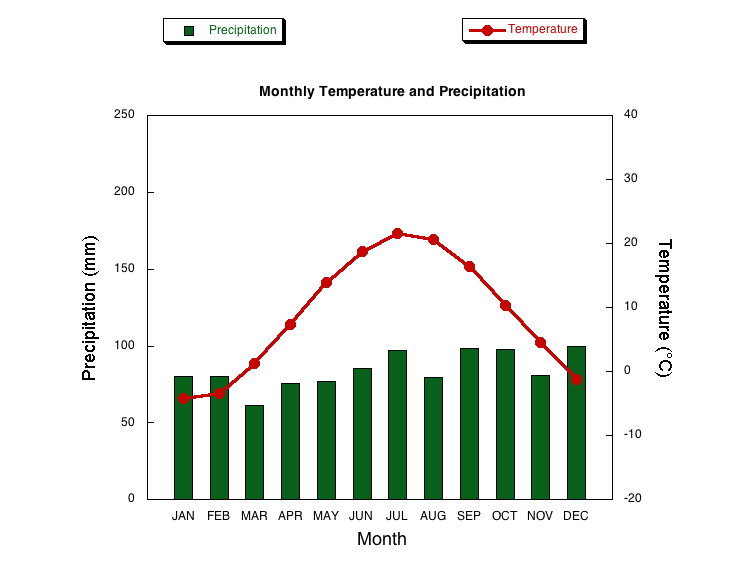 Precipitation
Temperature
Monthly Temperature and Precipitation
250
200
150
100
50
0
Precipitation (mm)
40
30
20
10
0
-10
-20
Temperature (°C)
JAN FEB MAR APR MAY JUN JUL AUG SEP OCT NOV DEC
Month